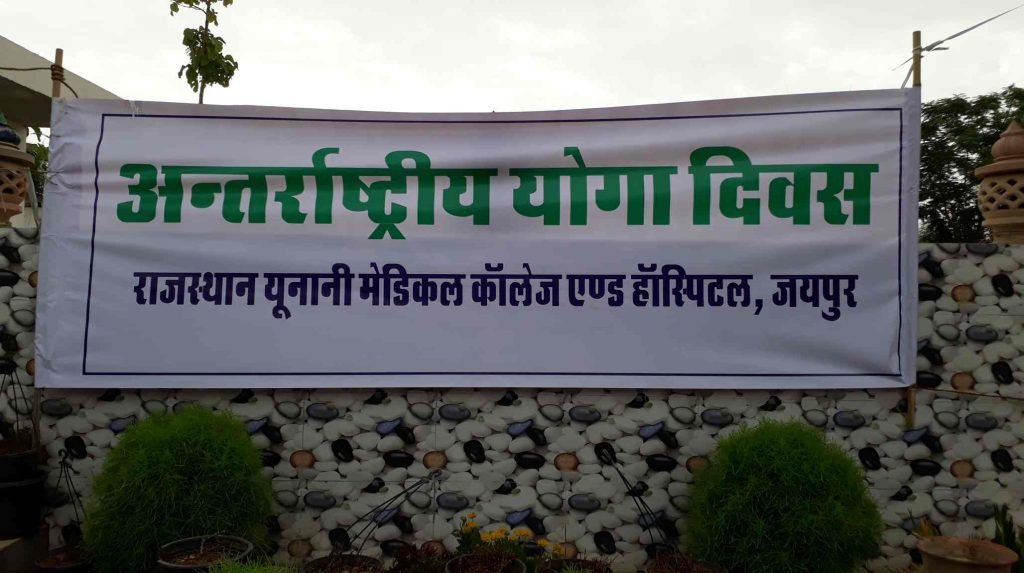 अन्तर्राष्ट्रीय योगा दिवस
राजस्थान यूनानी मेडिकल कॉलेज एण्ड हॉस्पिटल, जयपुर